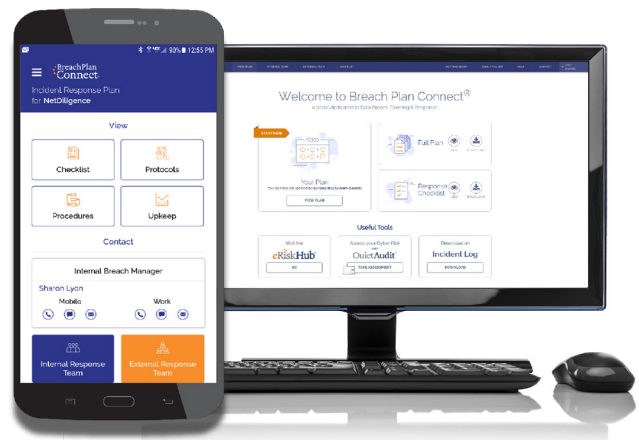 90% 12:55 PM
BreachPlan
Connect
Incident Response Plan
for NetDiligence
View
Checklist
Protocols
Procedures
Upkeep
Contact
Internal Breach Manager
Sharon Lyon
Mobile
Work
Internal Response
Team
External Response
Team
Welcome to Breach Plan Connect®
Your Plan
VIEW PLAN
Full Plan
Response
Checklist
Useful Tools
Visit the
eRiskHub
GO
Assess your Cyber Risk
with
QuietAudit
TAKE ASSESSMENT
Download an
Incident Log
DOWNLOAD